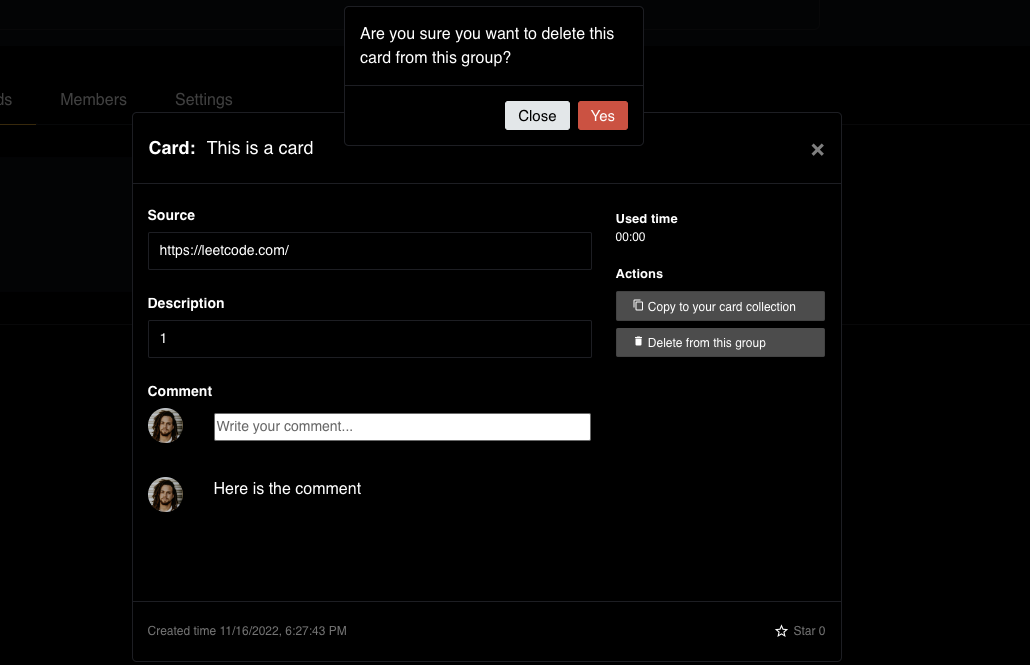 Are you sure you want to delete this
card from this group?
Close Yes
Members Settings
Card: This is a card
Source
https://leetcode.com/
Used time
00:00
Actions
Copy to your card collection
Delete from this group
Description
1
Comment
Write your comment...
Here is the comment
Created time 11/16/2022, 6:27:43 PM
Star 0